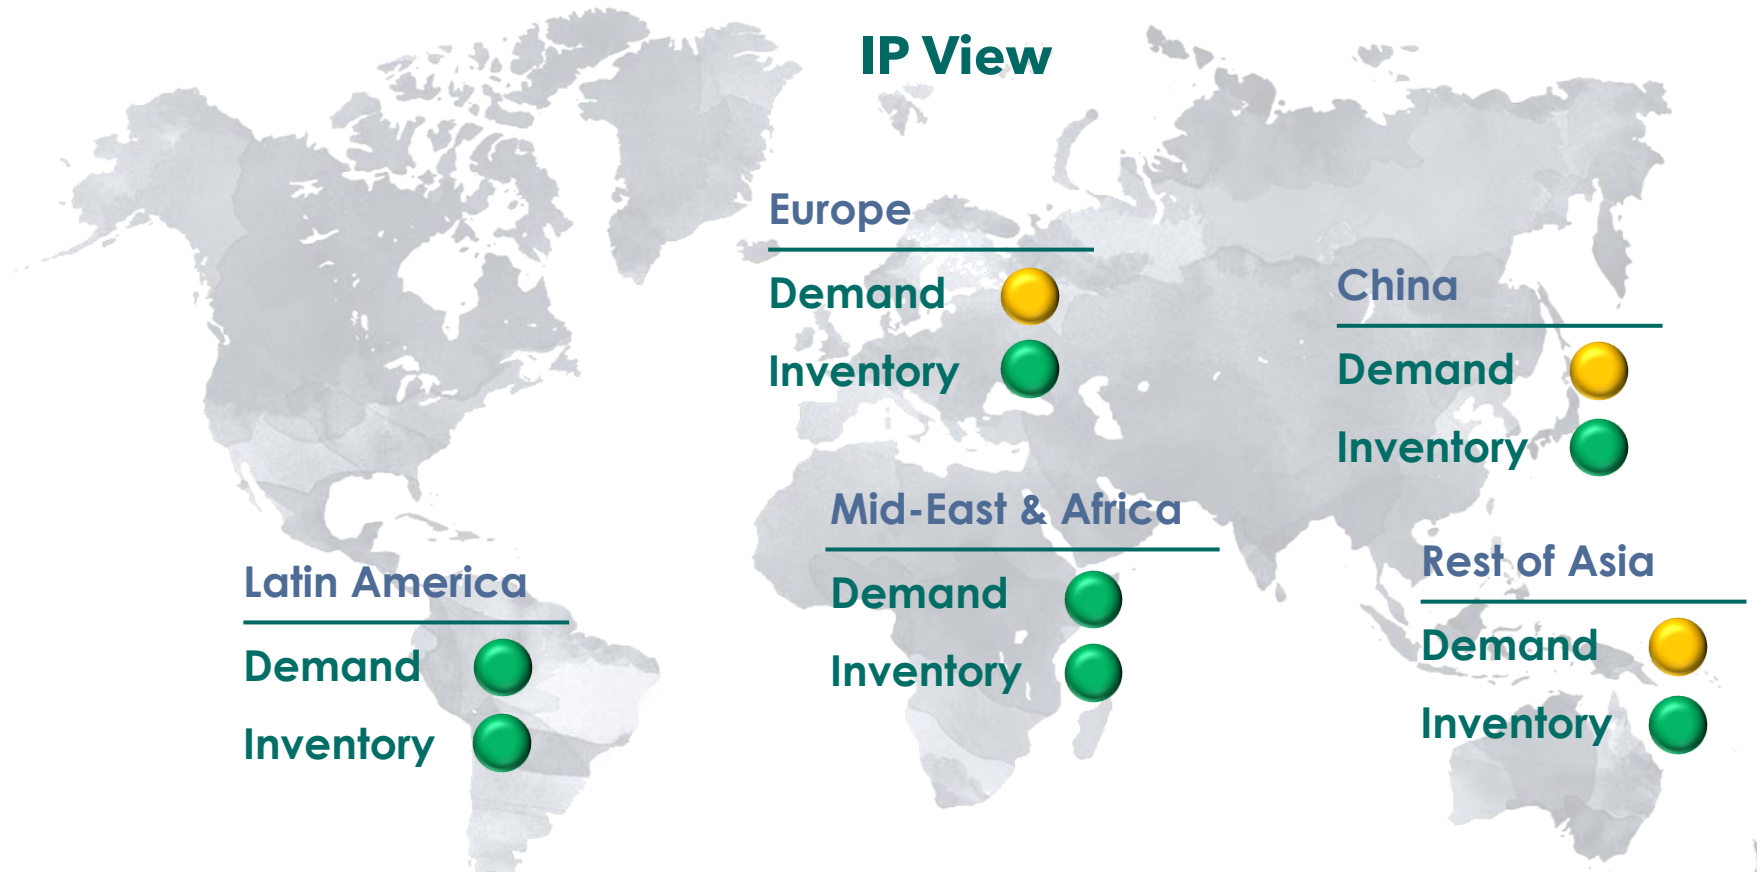 IP View
Europe
Demand
Inventory
China
Demand
Inventory
Mid-East & Africa
Demand
Inventory
Latin America
Demand
Inventory
Rest of Asia
Demand
Inventory